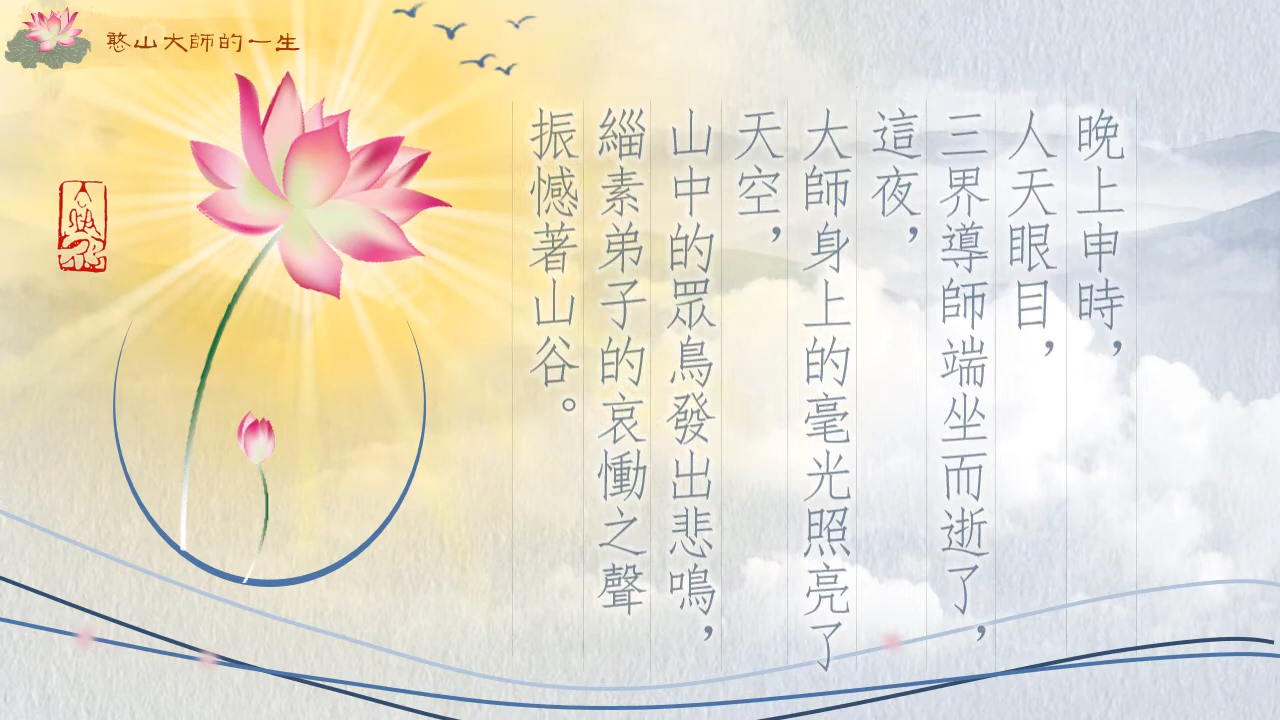 憨山大師的一生
晚上申時，
人天眼目，
三界導師端坐而逝了，
這夜，
大師身上的毫光照亮了
天空，
山中的眾鳥發出悲鳴，
緇素弟子的哀慟之聲
振憾著山谷。